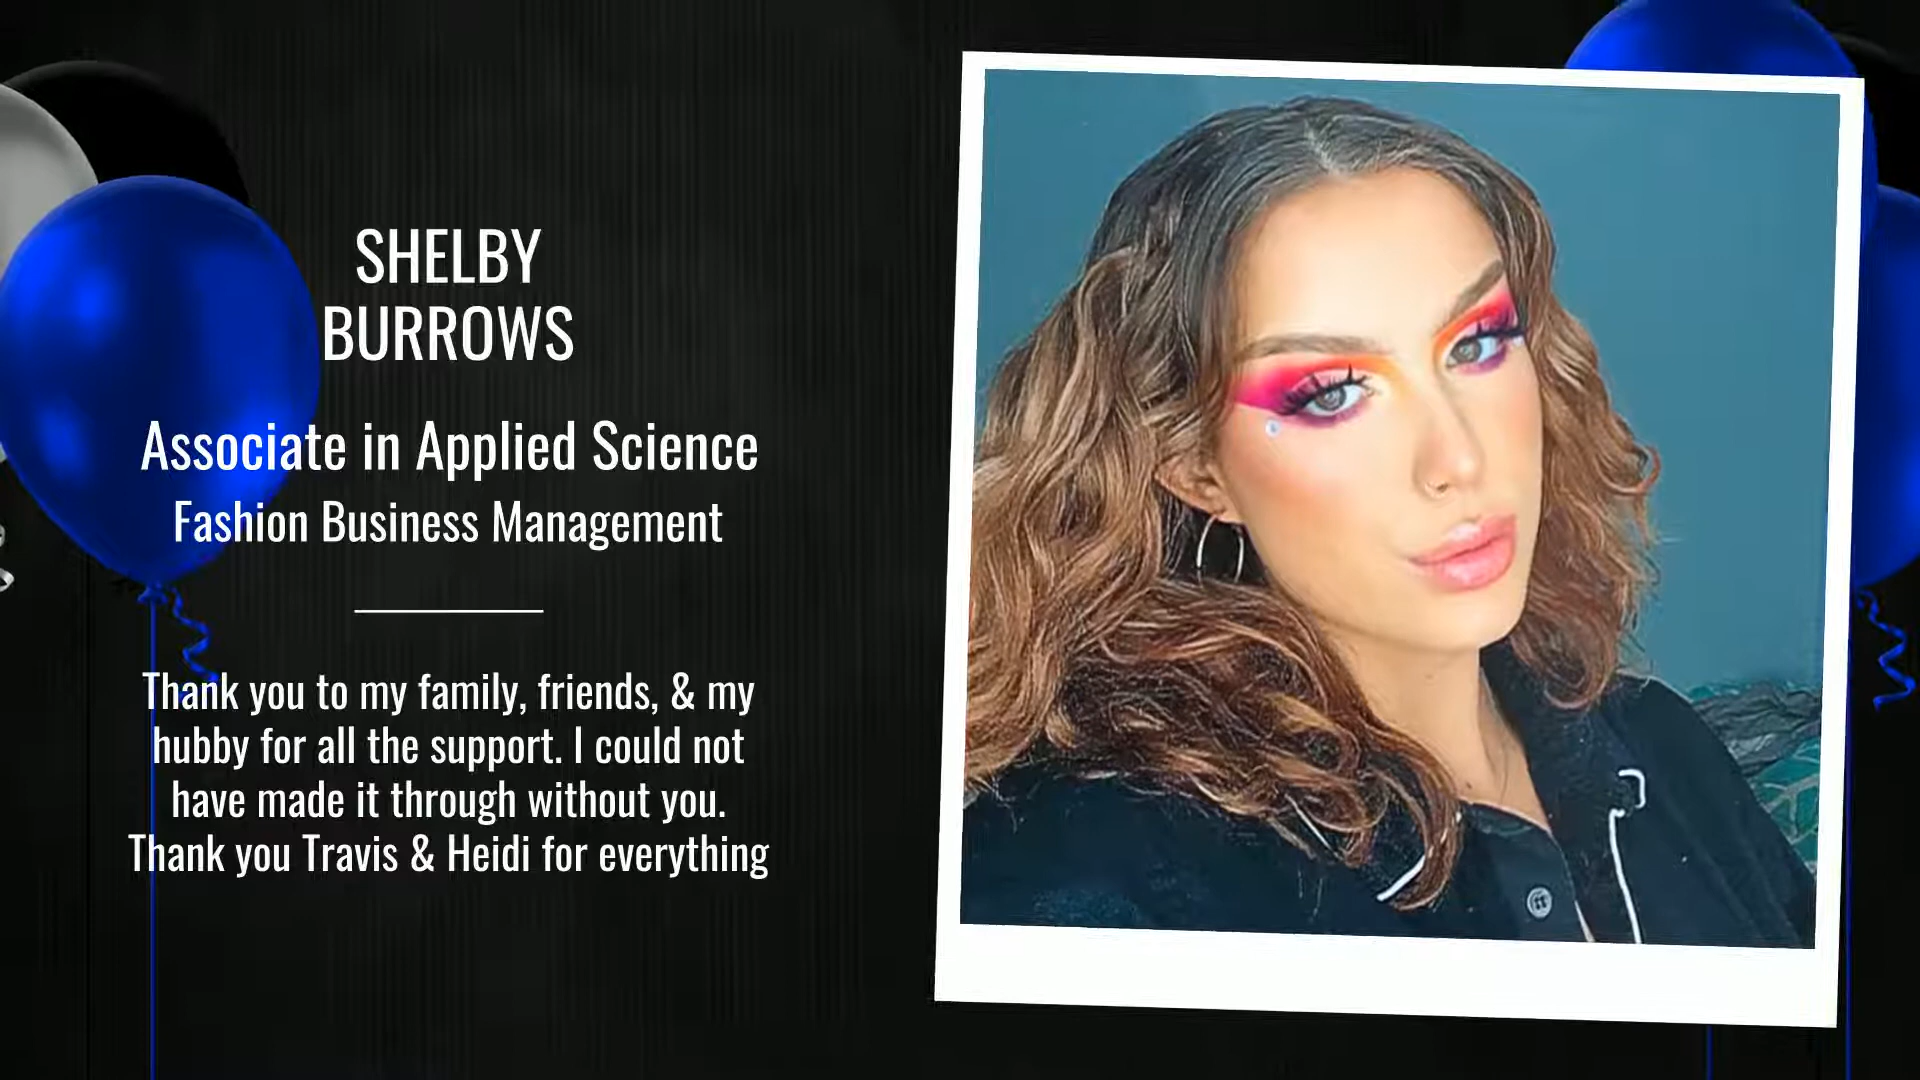 SHELBY
BURROWS
Associate in Applied Science
Fashion Business Management
Thank you to my family, friends, & my
hubby for all the support. I could not
have made it through without you.
Thank you Travis & Heidi for everything